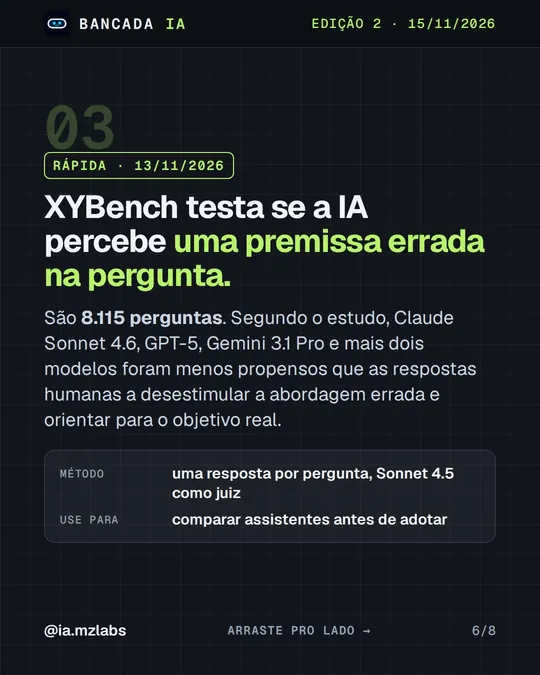 BANCADA IA
EDIÇÃO 2 · 15/11/2026
03
RÁPIDA · 13/11/2026
XYBench testa se a IA
percebe uma premissa errada
na pergunta.
São 8.115 perguntas. Segundo o estudo, Claude
Sonnet 4.6, GPT-5, Gemini 3.1 Pro e mais dois
modelos foram menos propensos que as respostas
humanas a desestimular a abordagem errada e
orientar para o objetivo real.
MÉTODO
uma resposta por pergunta, Sonnet 4.5
como juiz
USE PARA
comparar assistentes antes de adotar
@ia.mzlabs
ARRASTE PRO LADO →
6/8